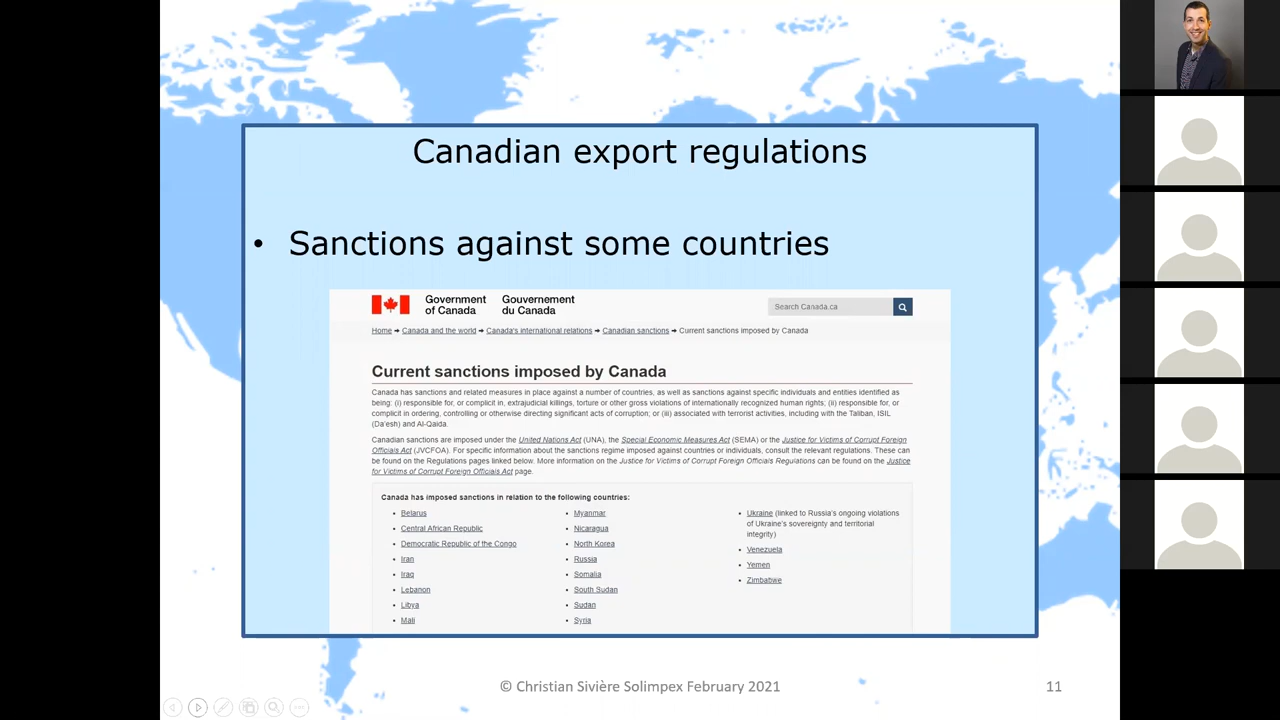 Canadian export regulations
• Sanctions against some countries
Government of Canada
Gouvernement du Canada
Search Canada.ca
Home ➔ Canada and the world ➔ Canada's international relations ➔ Canadian sanctions ➔ Current sanctions imposed by Canada
Current sanctions imposed by Canada
Canada has sanctions and related measures in place against a number of countries, as well as sanctions against specific individuals and entities identified as
being: (i) responsible for, or complicit in, extrajudicial killings, torture or other gross violations of internationally recognized human rights; (ii) responsible for, or
complicit in ordering, controlling or otherwise directing significant acts of corruption; or (iii) associated with terrorist activities, including with the Taliban, ISIL
(Da'esh) and Al-Qaida.
Canadian sanctions are imposed under the United Nations Act (UNA), the Special Economic Measures Act (SEMA) or the Justice for Victims of Corrupt Foreign
Officials Act (JVCFOA). For specific information about the sanctions regime imposed against countries or individuals, consult the relevant regulations. These can
be found on the Regulations pages linked below. More information on the Justice for Victims of Corrupt Foreign Officials Regulations can be found on the Justice
for Victims of Corrupt Foreign Officials Act page.
Canada has imposed sanctions in relation to the following countries:
• Belarus
• Central African Republic
• Democratic Republic of the Congo
• Iran
• Iraq
• Lebanon
• Libya
• Mali
• Myanmar
• Nicaragua
• North Korea
• Russia
• Somalia
• South Sudan
• Sudan
• Syria
• Ukraine (linked to Russia's ongoing violations
of Ukraine's sovereignty and territorial
integrity)
• Venezuela
• Yemen
• Zimbabwe
© Christian Sivière Solimpex February 2021
11